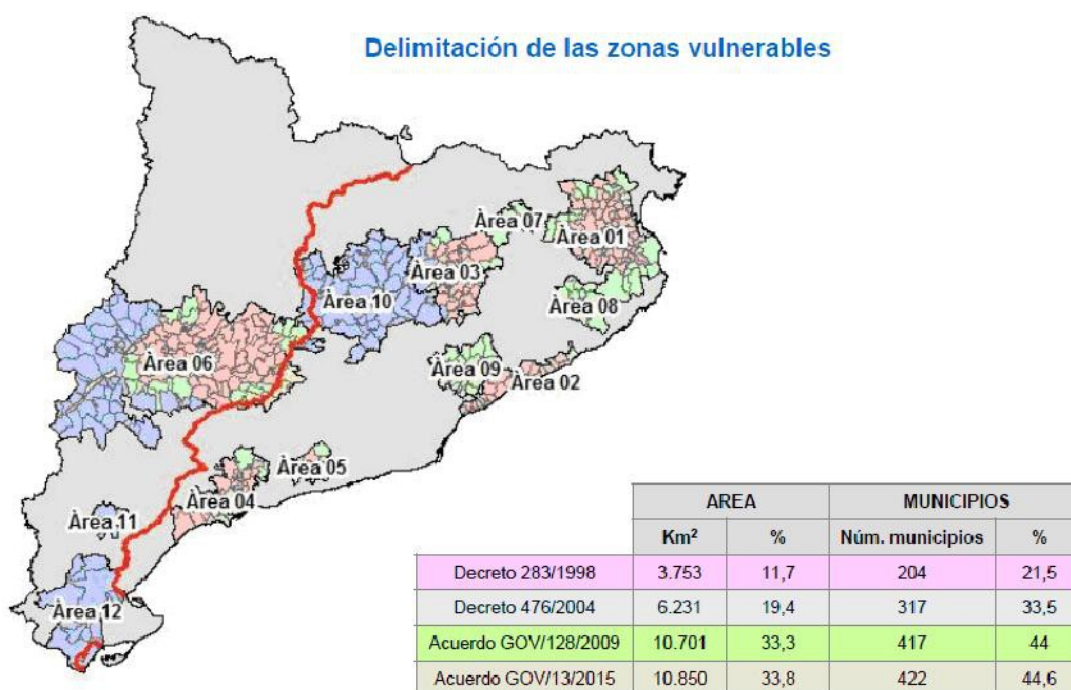 Delimitación de las zonas vulnerables
Àrea 07
Àrea 01
Àrea 03
Àrea 10
Àrea 08
Àrea 06
Àrea 09
Àrea 02
Àrea 05
Àrea 04
Àrea 11
Àrea 12
AREA MUNICIPIOS
Km² % Núm. municipios %
Decreto 283/1998 3.753 11,7 204 21,5
Decreto 476/2004 6.231 19,4 317 33,5
Acuerdo GOV/128/2009 10.701 33,3 417 44
Acuerdo GOV/13/2015 10.850 33,8 422 44,6